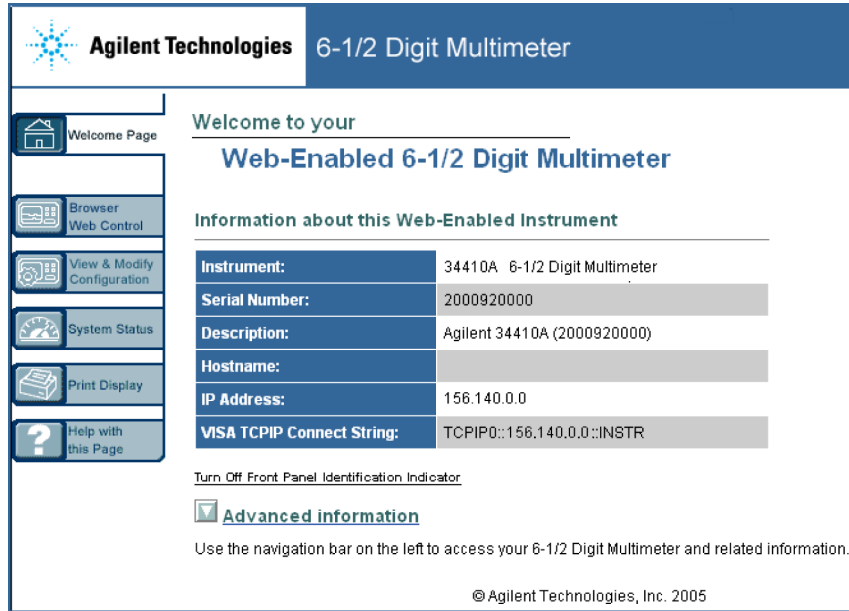 Agilent Technologies 6-1/2 Digit Multimeter
Welcome Page
Browser
Web Control
View & Modify
Configuration
System Status
Print Display
Help with
this Page
Welcome to your
Web-Enabled 6-1/2 Digit Multimeter
Information about this Web-Enabled Instrument
Instrument: 34410A 6-1/2 Digit Multimeter
Serial Number: 2000920000
Description: Agilent 34410A (2000920000)
Hostname:
IP Address: 156.140.0.0
VISA TCPIP Connect String: TCPIP0::156.140.0.0::INSTR
Turn Off Front Panel Identification Indicator
Advanced information
Use the navigation bar on the left to access your 6-1/2 Digit Multimeter and related information.
© Agilent Technologies, Inc. 2005